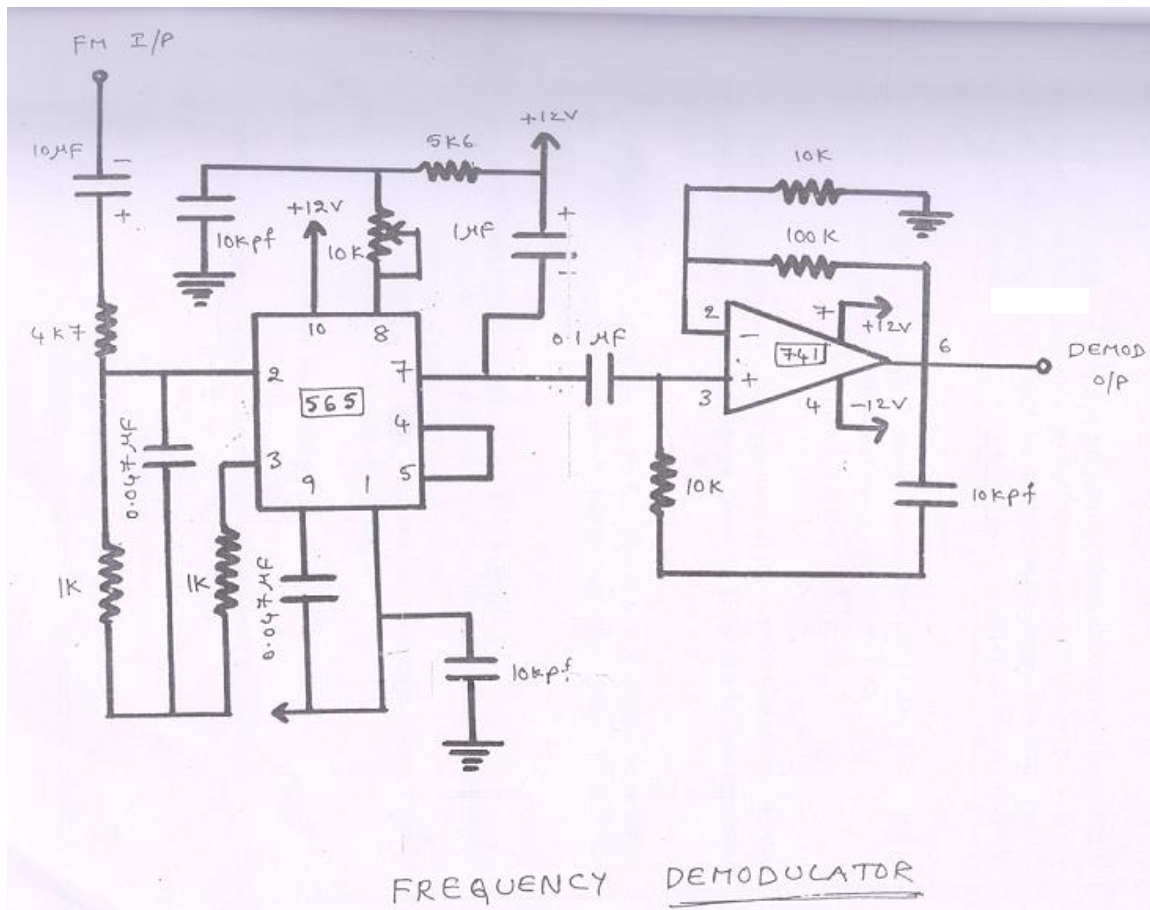 FM I/P
10µF
-
+
4K7
+12V
5K6
10kpf
+12V
10K
1µF
+
-
10
8
2
565
7
4
3
5
9
1
0.047µF
1K
1K
0.047µF
10kpf
0.1µF
10K
100K
2
-
741
7
+12V
6
+
3
4
-12V
DEMOD
O/P
10K
10kpf
FREQUENCY DEMODULATOR